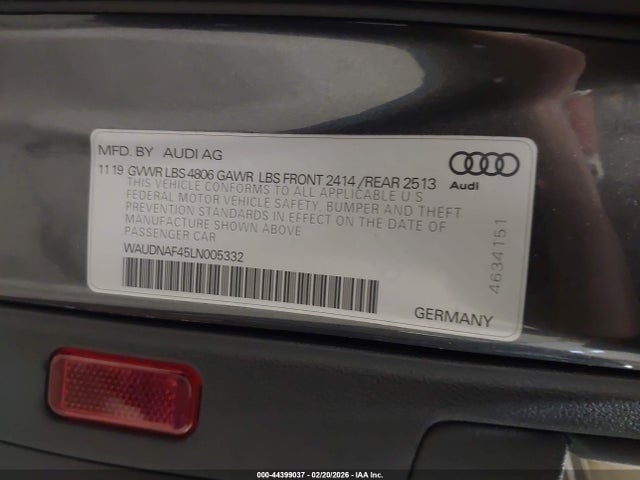 MFD. BY AUDI AG
11 19 GVWR LBS 4806 GAWR LBS FRONT 2414 /REAR 2513
THIS VEHICLE CONFORMS TO ALL APPLICABLE U S
FEDERAL MOTOR VEHICLE SAFETY, BUMPER AND THEFT
PREVENTION STANDARDS IN EFFECT ON THE DATE OF
MANUFACTURE SHOWN ABOVE
PASSENGER CAR
WAUDNAF45LN005332
Audi
4634151
GERMANY
000-44399037 - 02/20/2026 - IAA Inc.